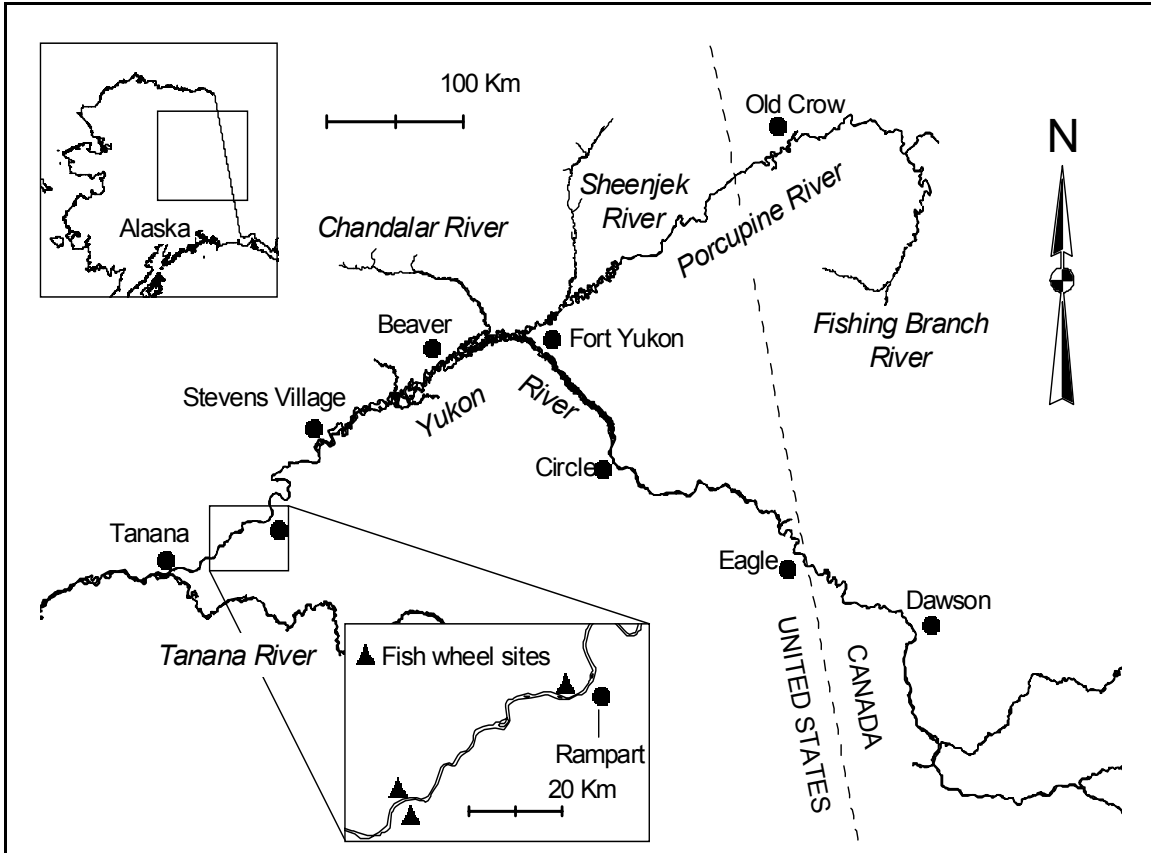 100 Km
Old Crow
N
Sheenjek
River
Porcupine River
Chandalar River
Alaska
Beaver
Fort Yukon
Fishing Branch
River
Stevens Village
Yukon
River
Circle
Tanana
Eagle
Dawson
Tanana River
UNITED STATES
CANADA
Fish wheel sites
Rampart
20 Km